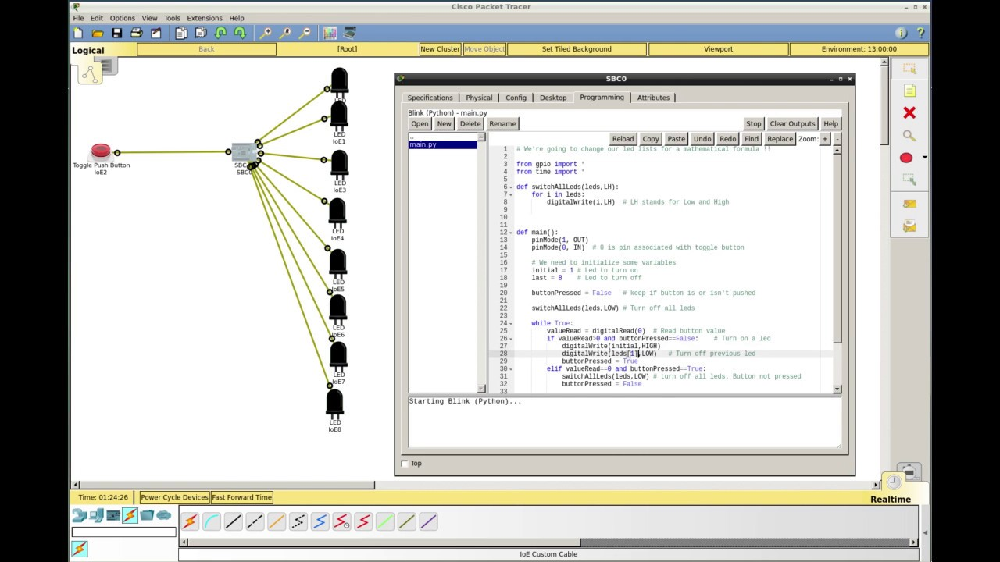 Cisco Packet Tracer
File Edit Options View Tools Extensions Help
Logical Back [Root] New Cluster Move Object Set Tiled Background Viewport Environment: 13:00:00
LED
LED
IoE1
Toggle Push Button
IoE2
SBC0
LED
IoE3
LED
IoE4
LED
IoE5
LED
IoE6
LED
IoE7
LED
IoE8
SBC0
Specifications Physical Config Desktop Programming Attributes
Blink (Python) - main.py
Open New Delete Rename Stop Clear Outputs Help
Reload Copy Paste Undo Redo Find Replace Zoom: + -
..
main.py
1 # We're going to change our led lists for a mathematical formula !!
2
3 from gpio import *
4 from time import *
5
6 def switchAllLeds(leds,LH):
7 for i in leds:
8 digitalWrite(i,LH) # LH stands for Low and High
9
10
11
12 def main():
13 pinMode(1, OUT)
14 pinMode(0, IN) # 0 is pin associated with toggle button
15
16 # We need to initialize some variables
17 initial = 1 # Led to turn on
18 last = 8 # Led to turn off
19
20 buttonPressed = False # keep if button is or isn't pushed
21
22 switchAllLeds(leds,LOW) # Turn off all leds
23
24 while True:
25 valueRead = digitalRead(0) # Read button value
26 if valueRead>0 and buttonPressed==False: # Turn on a led
27 digitalWrite(initial,HIGH)
28 digitalWrite(leds[1],LOW) # Turn off previous led
29 buttonPressed = True
30 elif valueRead==0 and buttonPressed==True:
31 switchAllLeds(leds,LOW) # turn off all leds. Button not pressed
32 buttonPressed = False
33
Starting Blink (Python)...
Top
Time: 01:24:26 Power Cycle Devices Fast Forward Time
Realtime
IoE Custom Cable